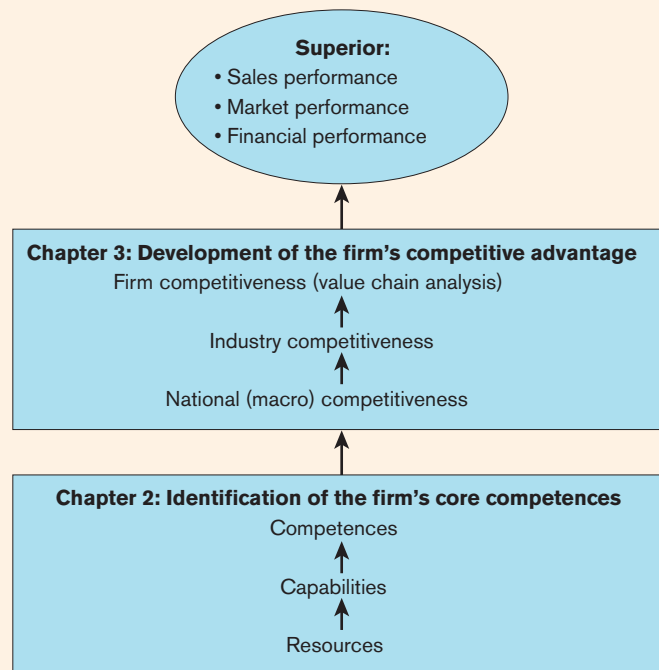 Superior:
• Sales performance
• Market performance
• Financial performance
Chapter 3: Development of the firm's competitive advantage
Firm competitiveness (value chain analysis)
Industry competitiveness
National (macro) competitiveness
Chapter 2: Identification of the firm's core competences
Competences
Capabilities
Resources